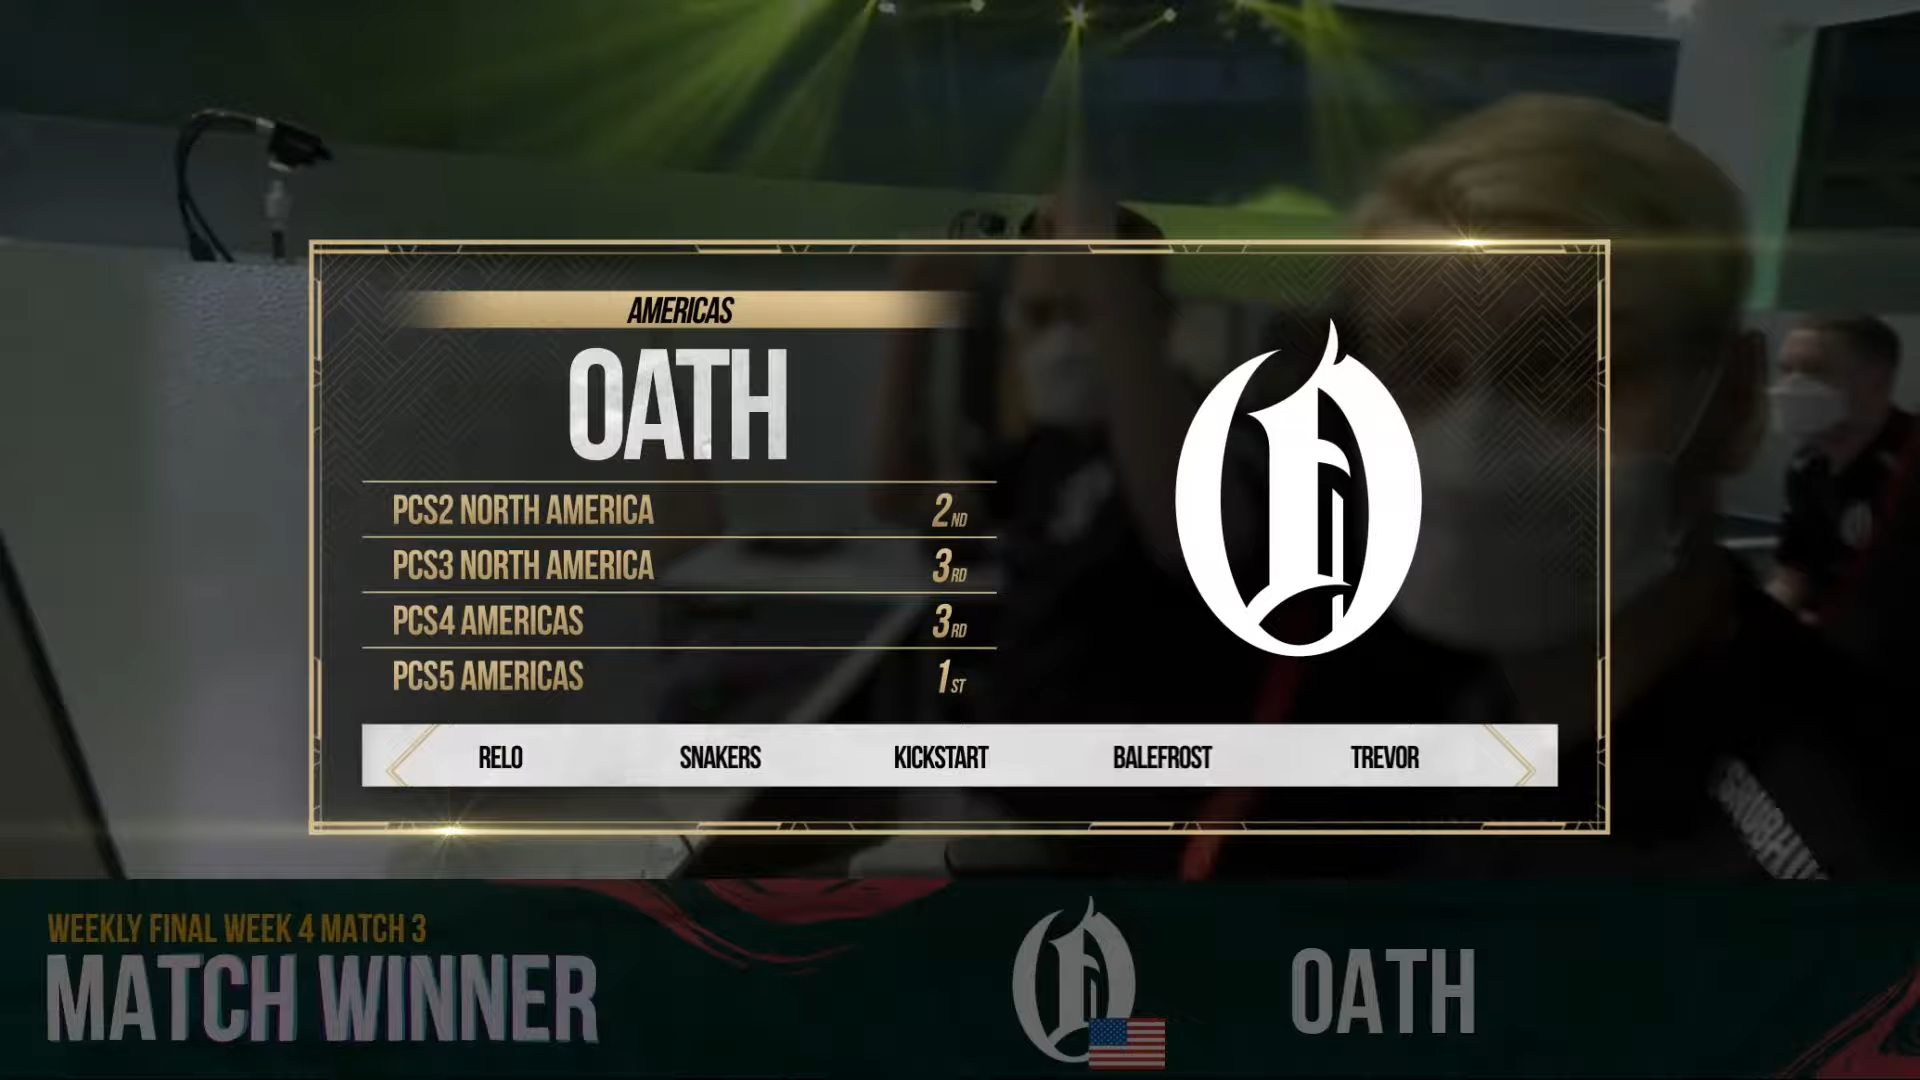 AMERICAS
OATH
PCS2 NORTH AMERICA 2ND
PCS3 NORTH AMERICA 3RD
PCS4 AMERICAS 3RD
PCS5 AMERICAS 1ST
RELO SNAKERS KICKSTART BALEFROST TREVOR
WEEKLY FINAL WEEK 4 MATCH 3
MATCH WINNER
OATH